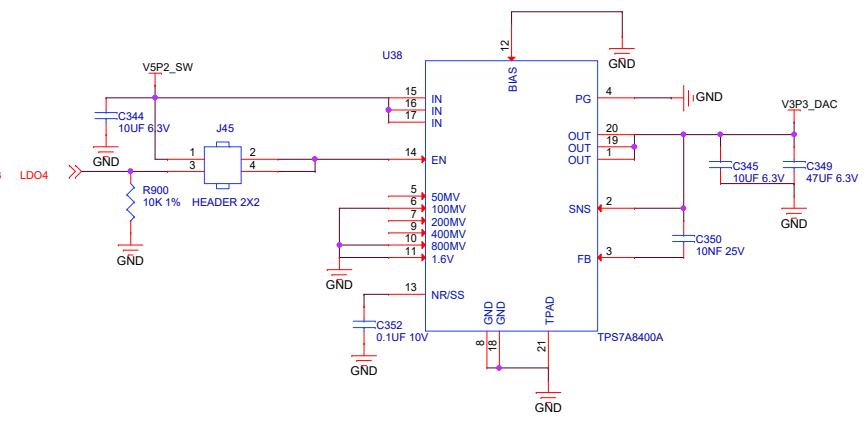 12
GND
U38
V5P2_SW
BIAS
15
IN
16
IN
17
IN
PG
4
GND
V3P3_DAC
C344
10UF 6.3V
GND
J45
1
2
3
4
HEADER 2X2
14
EN
OUT
20
OUT
19
OUT
1
C345
10UF 6.3V
C349
47UF 6.3V
GND
LDO4
R900
10K 1%
GND
5
50MV
6
100MV
7
200MV
9
400MV
10
800MV
11
1.6V
GND
SNS
2
C350
10NF 25V
FB
3
13
NR/SS
C352
0.1UF 10V
GND
GND
GND
TPAD
8
18
21
TPS7A8400A
GND